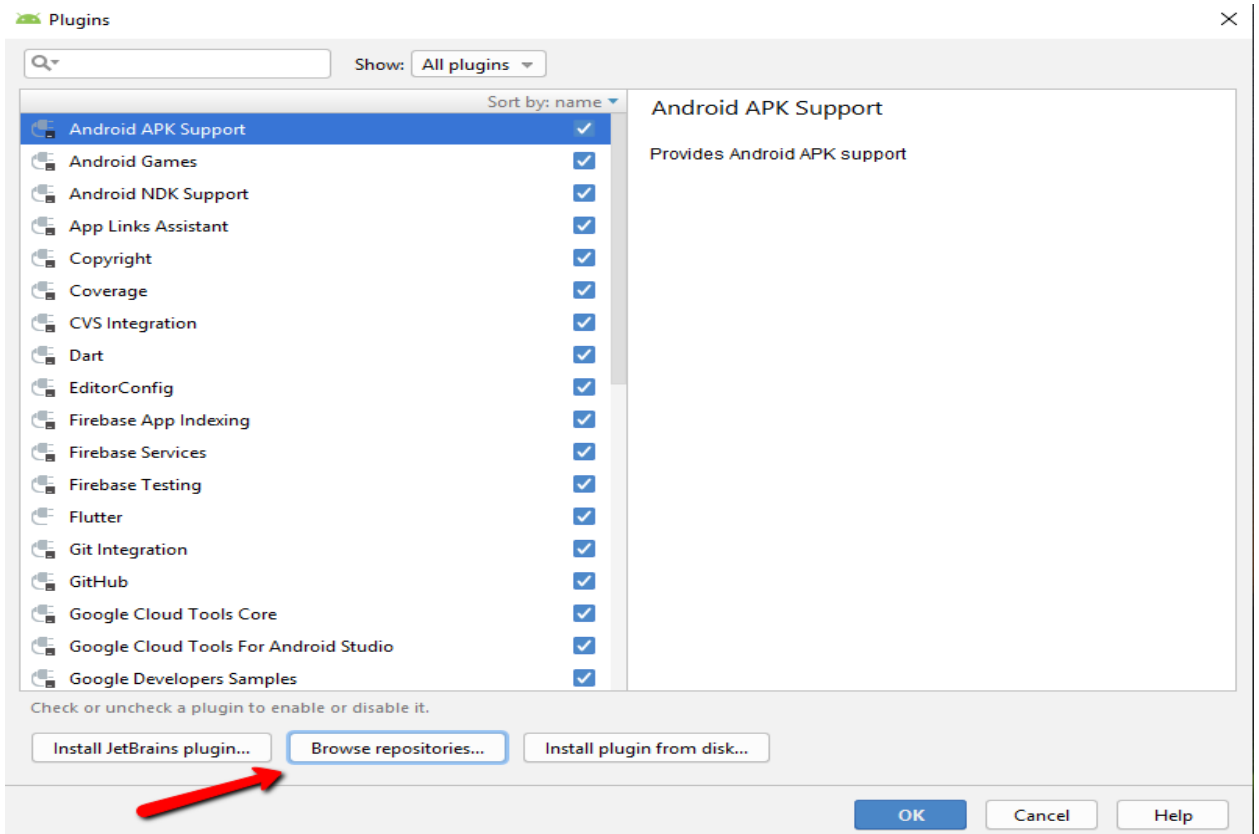 Plugins
Show: All plugins
Sort by: name
Android APK Support
Android Games
Android NDK Support
App Links Assistant
Copyright
Coverage
CVS Integration
Dart
EditorConfig
Firebase App Indexing
Firebase Services
Firebase Testing
Flutter
Git Integration
GitHub
Google Cloud Tools Core
Google Cloud Tools For Android Studio
Google Developers Samples
Android APK Support
Provides Android APK support
Check or uncheck a plugin to enable or disable it.
Install JetBrains plugin... Browse repositories... Install plugin from disk...
OK Cancel Help